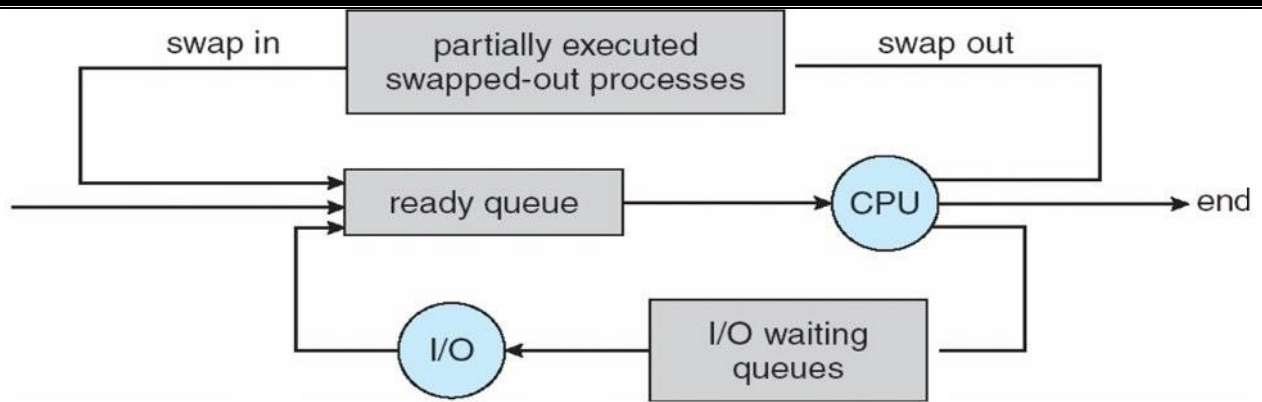 swap in
partially executed
swapped-out processes
swap out
ready queue
CPU
end
I/O
I/O waiting
queues